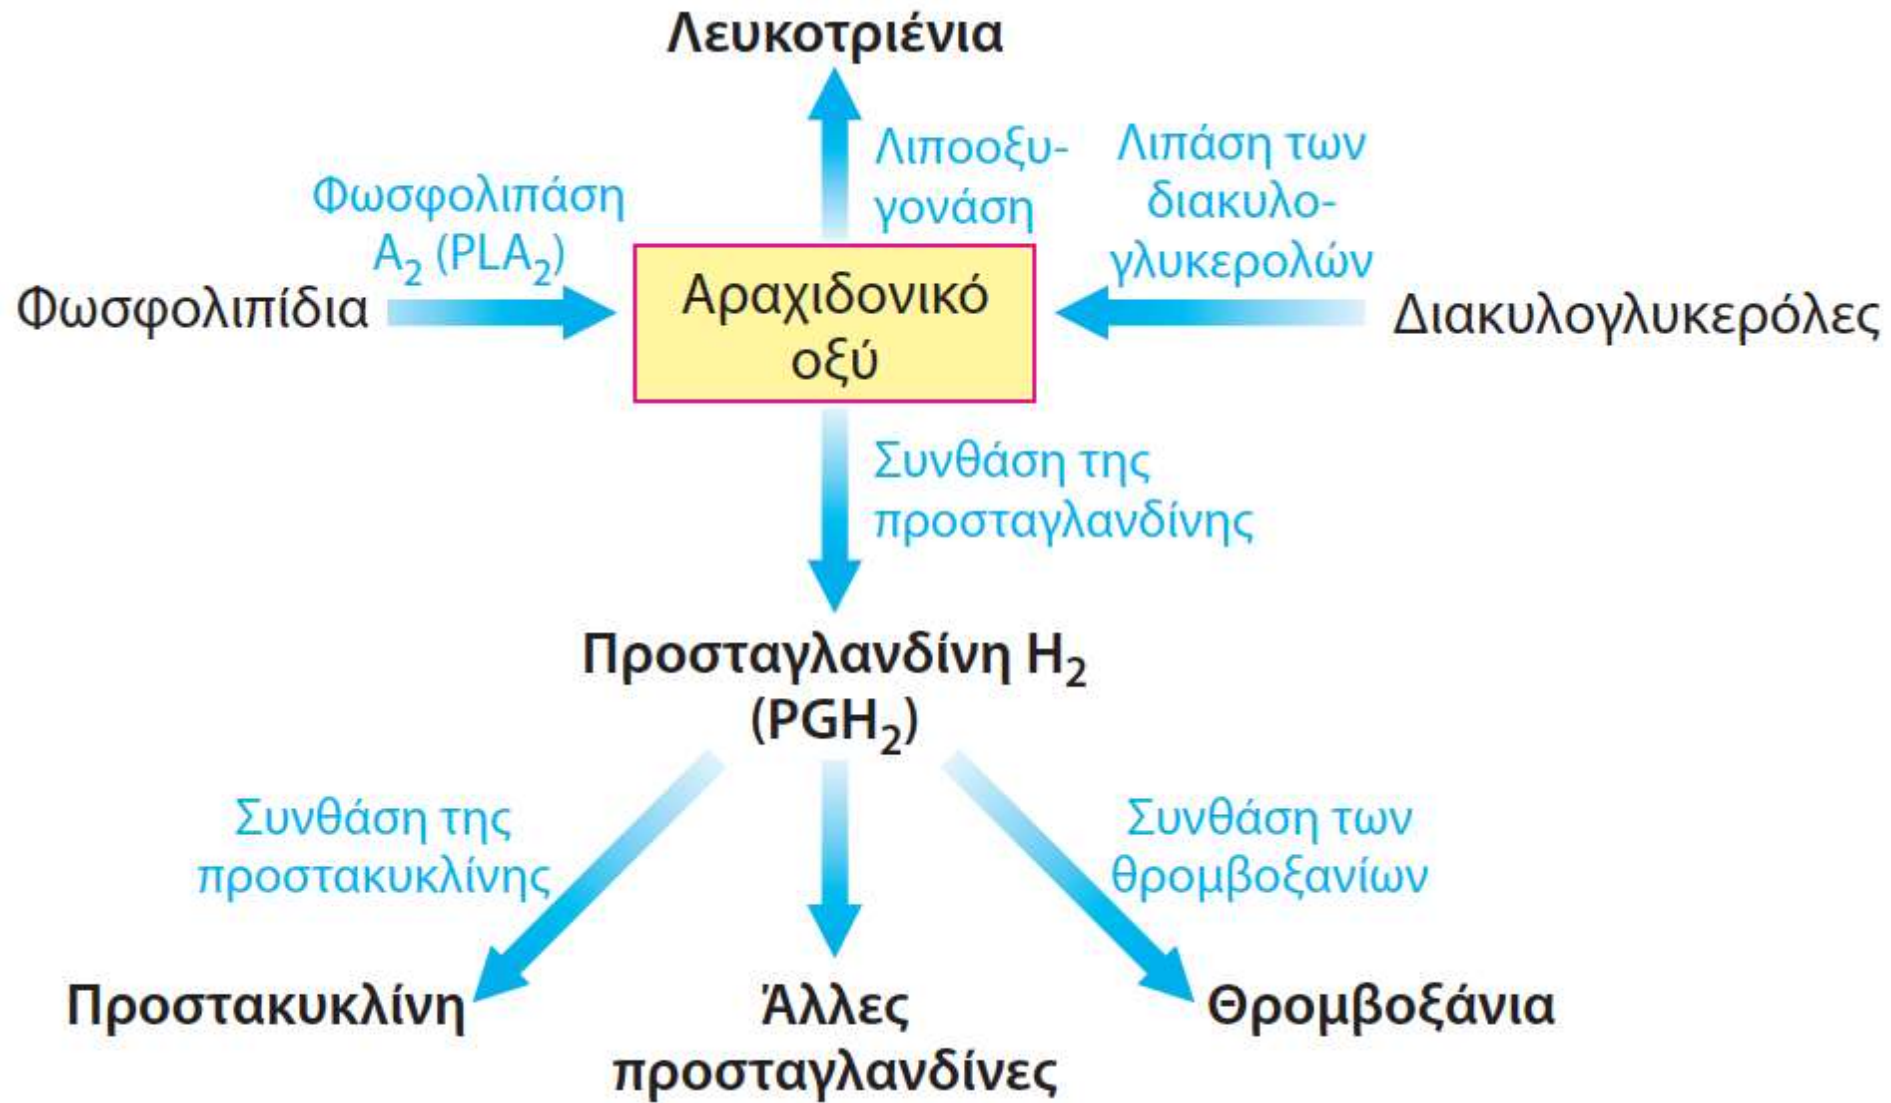 Λευκοτριένια
Λιποοξυ-
γονάση
Λιπάση των
διακυλο-
γλυκερολών
Φωσφολιπάση
A₂ (PLA₂)
Φωσφολιπίδια
Αραχιδονικό
οξύ
Διακυλογλυκερόλες
Συνθάση της
προσταγλανδίνης
Προσταγλανδίνη H₂
(PGH₂)
Συνθάση της
προστακυκλίνης
Συνθάση των
θρομβοξανίων
Προστακυκλίνη
Άλλες
προσταγλανδίνες
Θρομβοξάνια